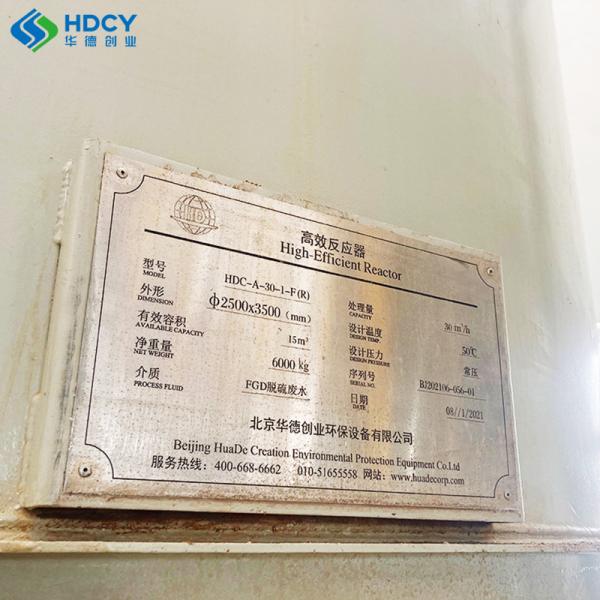 HDCY
华德创业
HD
高效反应器
High-Efficient Reactor
型号 HDC-A-30-1-F(R)
MODEL
外形 Φ2500x3500（mm）
DIMENSION
有效容积 15m³
AVAILABLE CAPACITY
净重量 6000 kg
NET WEIGHT
介质 FGD脱硫废水
PROCESS FLUID
处理量 30 m³/h
CAPACITY
设计温度 50℃
DESIGN TEMP.
设计压力 常压
DESIGN PRESSURE
序列号 BJ202106-056-01
SERIAL NO.
日期 08//1/2021
DATE
北京华德创业环保设备有限公司
Beijing HuaDe Creation Environmental Protection Equipment Co.Ltd
服务热线：400-668-6662 010-51655558 网站：www.huadecorp.com